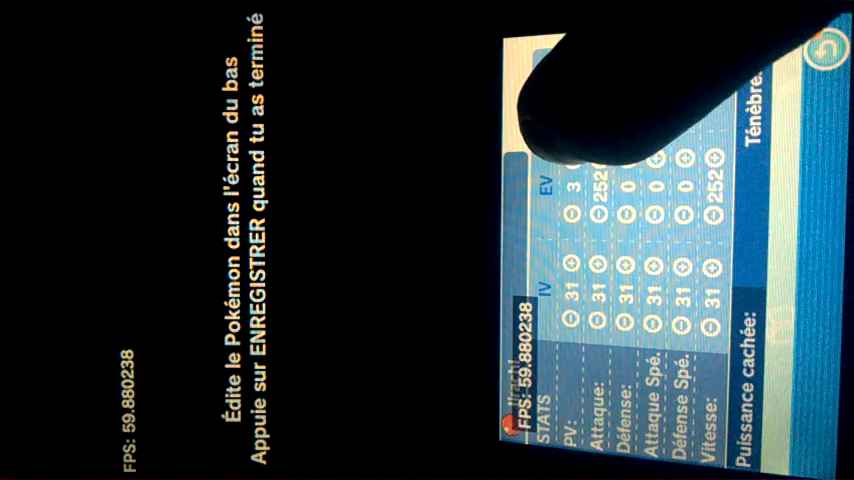 FPS: 59.880238
Édite le Pokémon dans l'écran du bas
Appuie sur ENREGISTRER quand tu as terminé
Jirachi
FPS: 59.880238
STATS IV EV
PV: 31 3
Attaque: 31 252
Défense: 31 0
Attaque Spé. 31 0
Défense Spé. 31 0
Vitesse: 31 252
Puissance cachée: Ténèbre